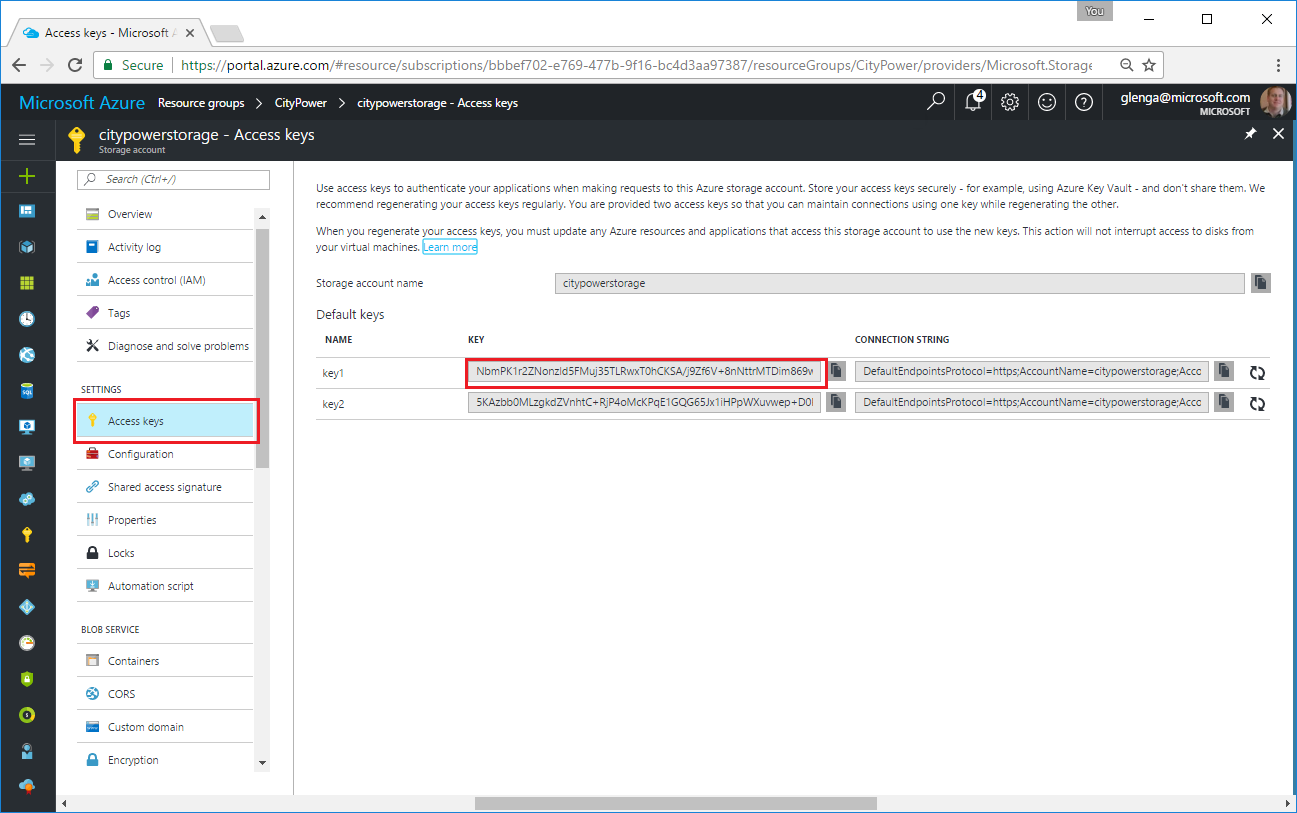 You
Access keys - Microsoft A
Secure https://portal.azure.com/#resource/subscriptions/bbbef702-e769-477b-9f16-bc4d3aa97387/resourceGroups/CityPower/providers/Microsoft.Storage
Microsoft Azure Resource groups > CityPower > citypowerstorage - Access keys
4
glenga@microsoft.com
MICROSOFT
citypowerstorage - Access keys
Storage account
Search (Ctrl+/)
Overview
Activity log
Access control (IAM)
Tags
Diagnose and solve problems
SETTINGS
Access keys
Configuration
Shared access signature
Properties
Locks
Automation script
BLOB SERVICE
Containers
CORS
Custom domain
Encryption
Use access keys to authenticate your applications when making requests to this Azure storage account. Store your access keys securely - for example, using Azure Key Vault - and don't share them. We
recommend regenerating your access keys regularly. You are provided two access keys so that you can maintain connections using one key while regenerating the other.
When you regenerate your access keys, you must update any Azure resources and applications that access this storage account to use the new keys. This action will not interrupt access to disks from
your virtual machines. Learn more
Storage account name citypowerstorage
Default keys
NAME KEY CONNECTION STRING
key1 NbmPK1r2ZNonzId5FMuj35TLRwxT0hCKSA/j9Zf6V+8nNttrMTDim869w DefaultEndpointsProtocol=https;AccountName=citypowerstorage;Acco
key2 5KAzbb0MLzgkdZVnhtC+RjP4oMcKPqE1GQG65Jx1iHPpWXuvwep+D0I DefaultEndpointsProtocol=https;AccountName=citypowerstorage;Acco